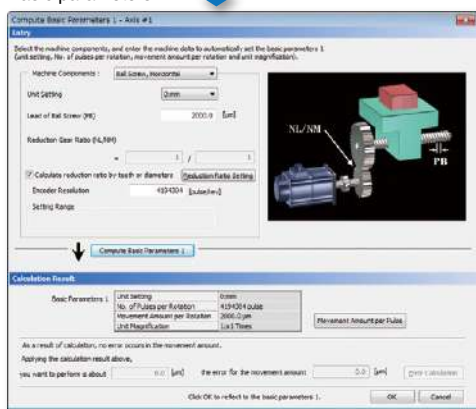 Compute Basic Parameters 1 - Axis #1
Entry
Select the machine components, and enter the machine data to automatically set the basic parameters 1
(unit setting, No. of pulses per rotation, movement amount per rotation and unit magnification).
Machine Components : Ball Screw, Horizontal
Unit Setting 0:mm
Lead of Ball Screw (PB) 2000.0 [μm]
Reduction Gear Ratio (NL/NM)
= 1 / 1
Calculate reduction ratio by teeth or diameters Reduction Ratio Setting
Encoder Resolution 4194304 [pulse/rev]
Setting Range
NL/NM
PB
Compute Basic Parameters 1
Calculation Result
Basic Parameters 1
Unit Setting 0:mm
No. of Pulses per Rotation 4194304 pulse
Movement Amount per Rotation 2000.0 μm
Unit Magnification 1:x1 Times
Movement Amount per Pulse
As a result of calculation, no error occurs in the movement amount.
Applying the calculation result above,
you want to perform is about 0.0 [μm] the error for the movement amount 0.0 [μm] Error Calculation
Click OK to reflect to the basic parameters 1. OK Cancel